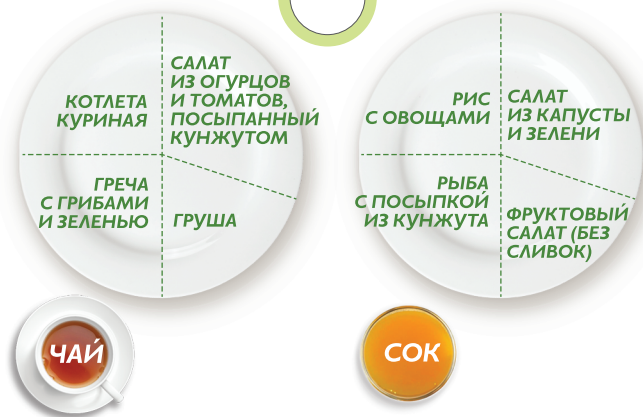 КОТЛЕТА
КУРИНАЯ
САЛАТ
ИЗ ОГУРЦОВ
И ТОМАТОВ,
ПОСЫПАННЫЙ
КУНЖУТОМ
ГРЕЧА
С ГРИБАМИ
И ЗЕЛЕНЬЮ
ГРУША
ЧАЙ
РИС
С ОВОЩАМИ
САЛАТ
ИЗ КАПУСТЫ
И ЗЕЛЕНИ
РЫБА
С ПОСЫПКОЙ
ИЗ КУНЖУТА
ФРУКТОВЫЙ
САЛАТ (БЕЗ
СЛИВОК)
СОК